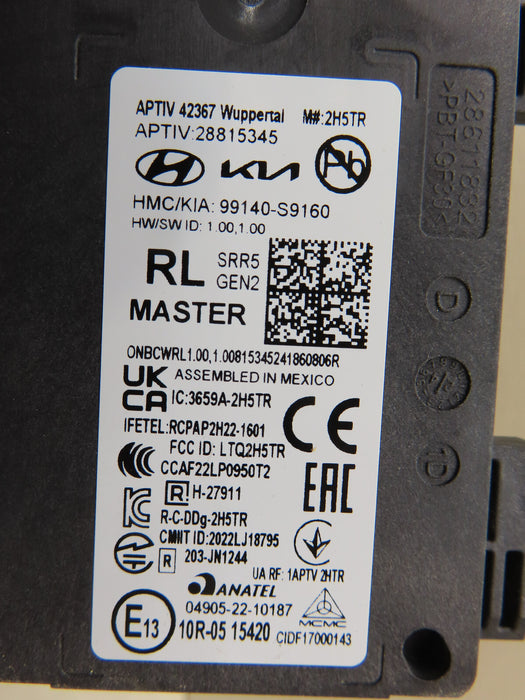 APTIV 42367 Wuppertal M#:2H5TR
APTIV:28815345
KIA Pb
HMC/KIA: 99140-S9160
HW/SW ID: 1.00,1.00
RL SRR5
GEN2
MASTER
ONBCWRL1.00,1.00815345241860806R
UK
CA
ASSEMBLED IN MEXICO
IC:3659A-2H5TR
IFETEL:RCPAP2H22-1601
CE
FCC ID: LTQ2H5TR
CCAF22LP0950T2
R H-27911
EAC
R-C-DDg-2H5TR
CMIIT ID:2022LJ18795
R 203-JN1244
UA RF: 1APTV 2HTR
ANATEL
04905-22-10187
MCMC
E13 10R-05 15420 CIDF17000143
28611832
>PBT-GF30<
D
1D